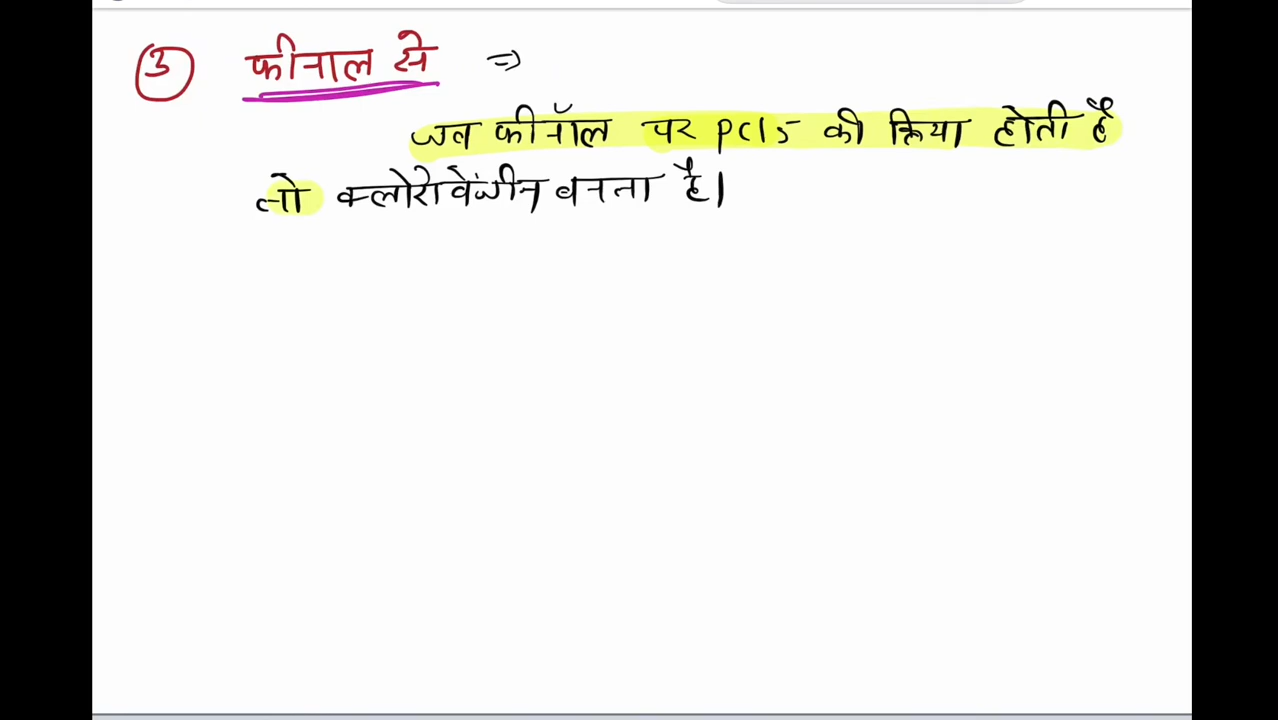 ③ फीनाल से ⇒
जब फीनॉल पर pcl5 की क्रिया होती है
तो क्लोरोबेंजीन बनता है।